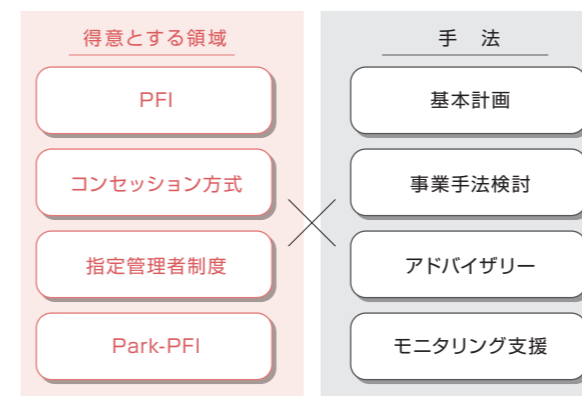 得意とする領域
PFI
コンセッション方式
指定管理者制度
Park-PFI
手 法
基本計画
事業手法検討
アドバイザリー
モニタリング支援